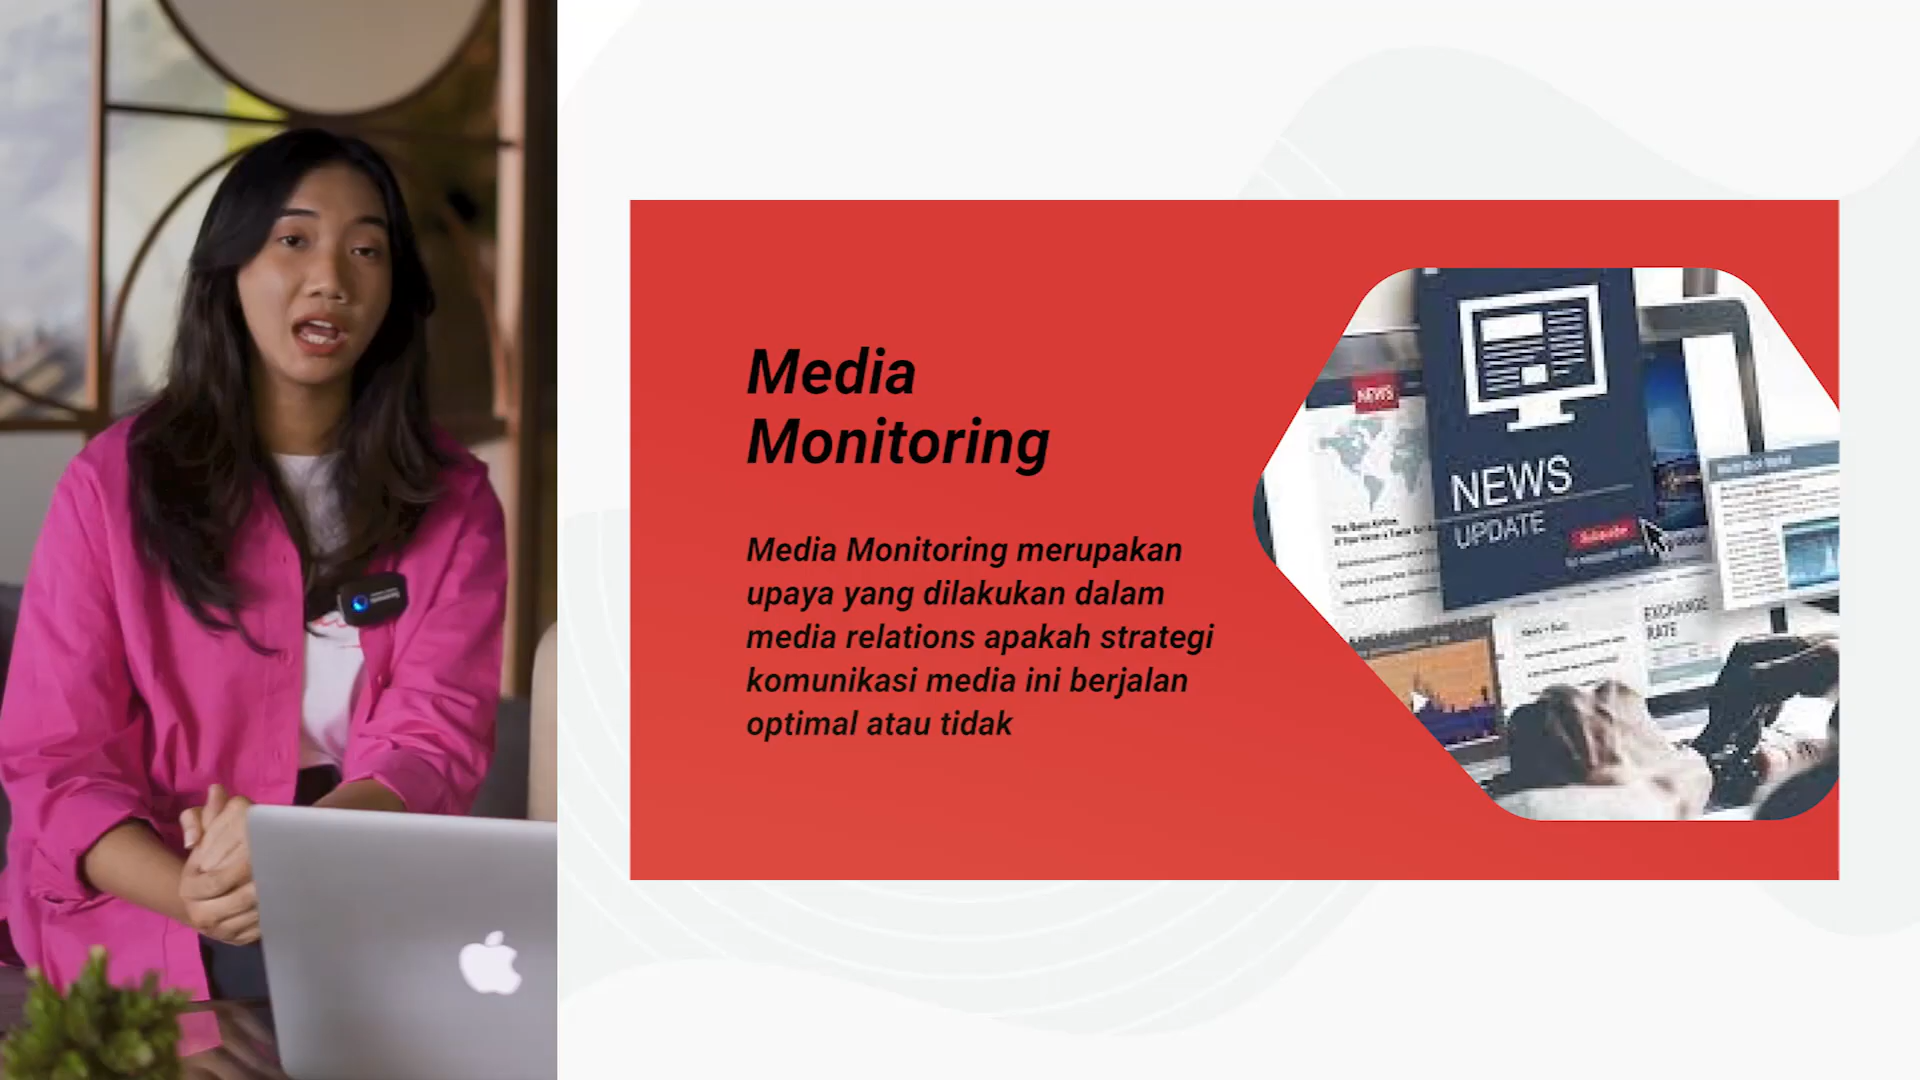 Media
Monitoring
Media Monitoring merupakan
upaya yang dilakukan dalam
media relations apakah strategi
komunikasi media ini berjalan
optimal atau tidak
NEWS
NEWS
UPDATE
Subscribe
EXCHANGE
RATE